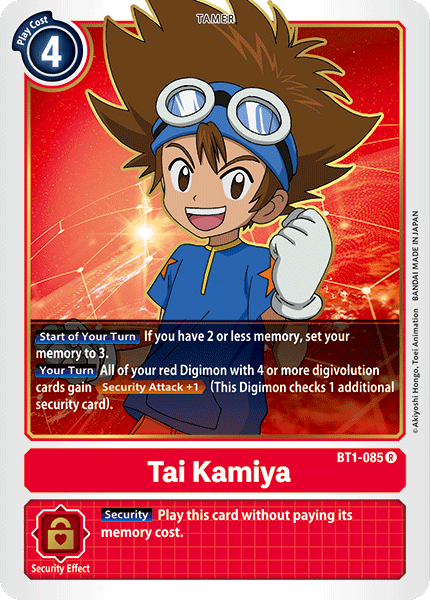 Play Cost
4
TAMER
Start of Your Turn If you have 2 or less memory, set your
memory to 3.
Your Turn All of your red Digimon with 4 or more digivolution
cards gain Security Attack +1 (This Digimon checks 1 additional
security card).
© Akiyoshi Hongo, Toei Animation BANDAI MADE IN JAPAN
BT1-085 R
Tai Kamiya
Security Play this card without paying its
memory cost.
Security Effect